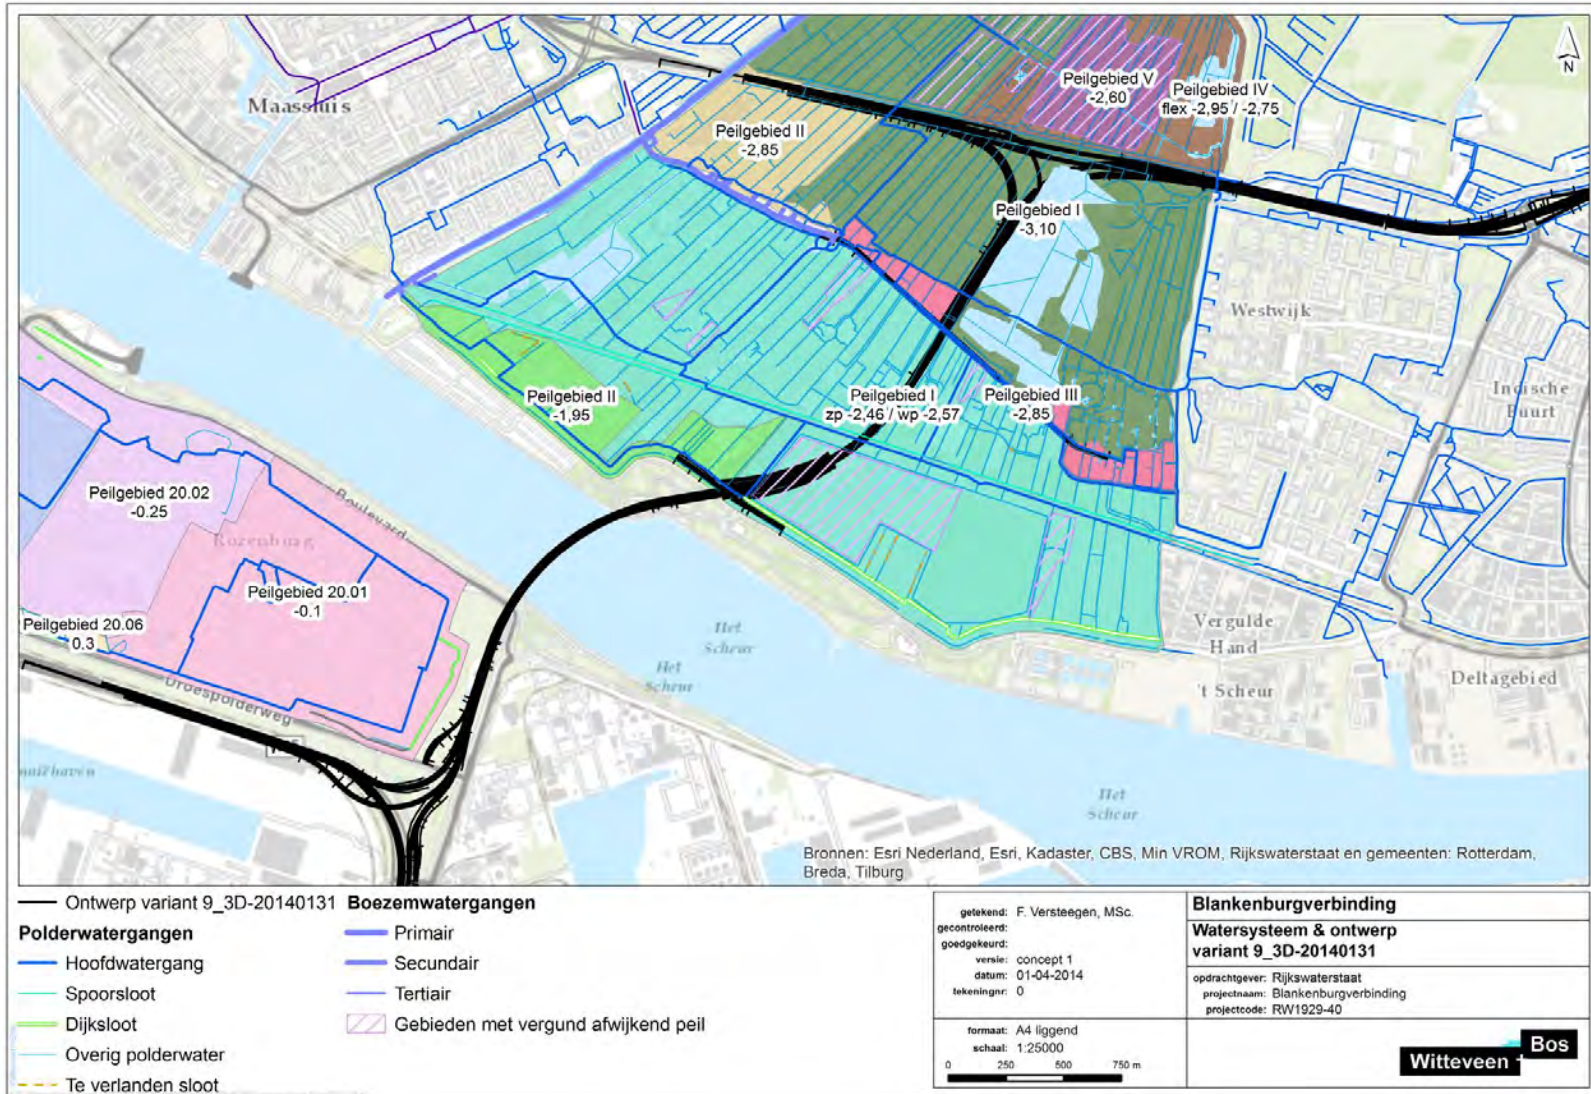 N
Maassluis
Peilgebied V
-2,60
Peilgebied IV
flex -2,95 / -2,75
Peilgebied II
-2,85
Peilgebied I
-3,10
Westwijk
Indische
Buurt
Peilgebied II
-1,95
Peilgebied I
zp -2,46 / wp -2,57
Peilgebied III
-2,85
Peilgebied 20.02
-0.25
Boulevard
Rozenburg
Peilgebied 20.01
-0.1
Peilgebied 20.06
0.3
Droespolderweg
Het
Scheur
Het
Scheur
Vergulde
Hand
't Scheur
Deltagebied
Het
Scheur
Bronnen: Esri Nederland, Esri, Kadaster, CBS, Min VROM, Rijkswaterstaat en gemeenten: Rotterdam,
Breda, Tilburg
Ontwerp variant 9_3D-20140131
Polderwatergangen
Hoofdwatergang
Spoorsloot
Dijksloot
Overig polderwater
Te verlanden sloot
Boezemwatergangen
Primair
Secundair
Tertiair
Gebieden met vergund afwijkend peil
getekend: F. Versteegen, MSc.
gecontroleerd:
goedgekeurd:
versie: concept 1
datum: 01-04-2014
tekeningnr: 0
formaat: A4 liggend
schaal: 1:25000
0 250 500 750 m
Blankenburgverbinding
Watersysteem & ontwerp
variant 9_3D-20140131
opdrachtgever: Rijkswaterstaat
projectnaam: Blankenburgverbinding
projectcode: RW1929-40
Witteveen + Bos